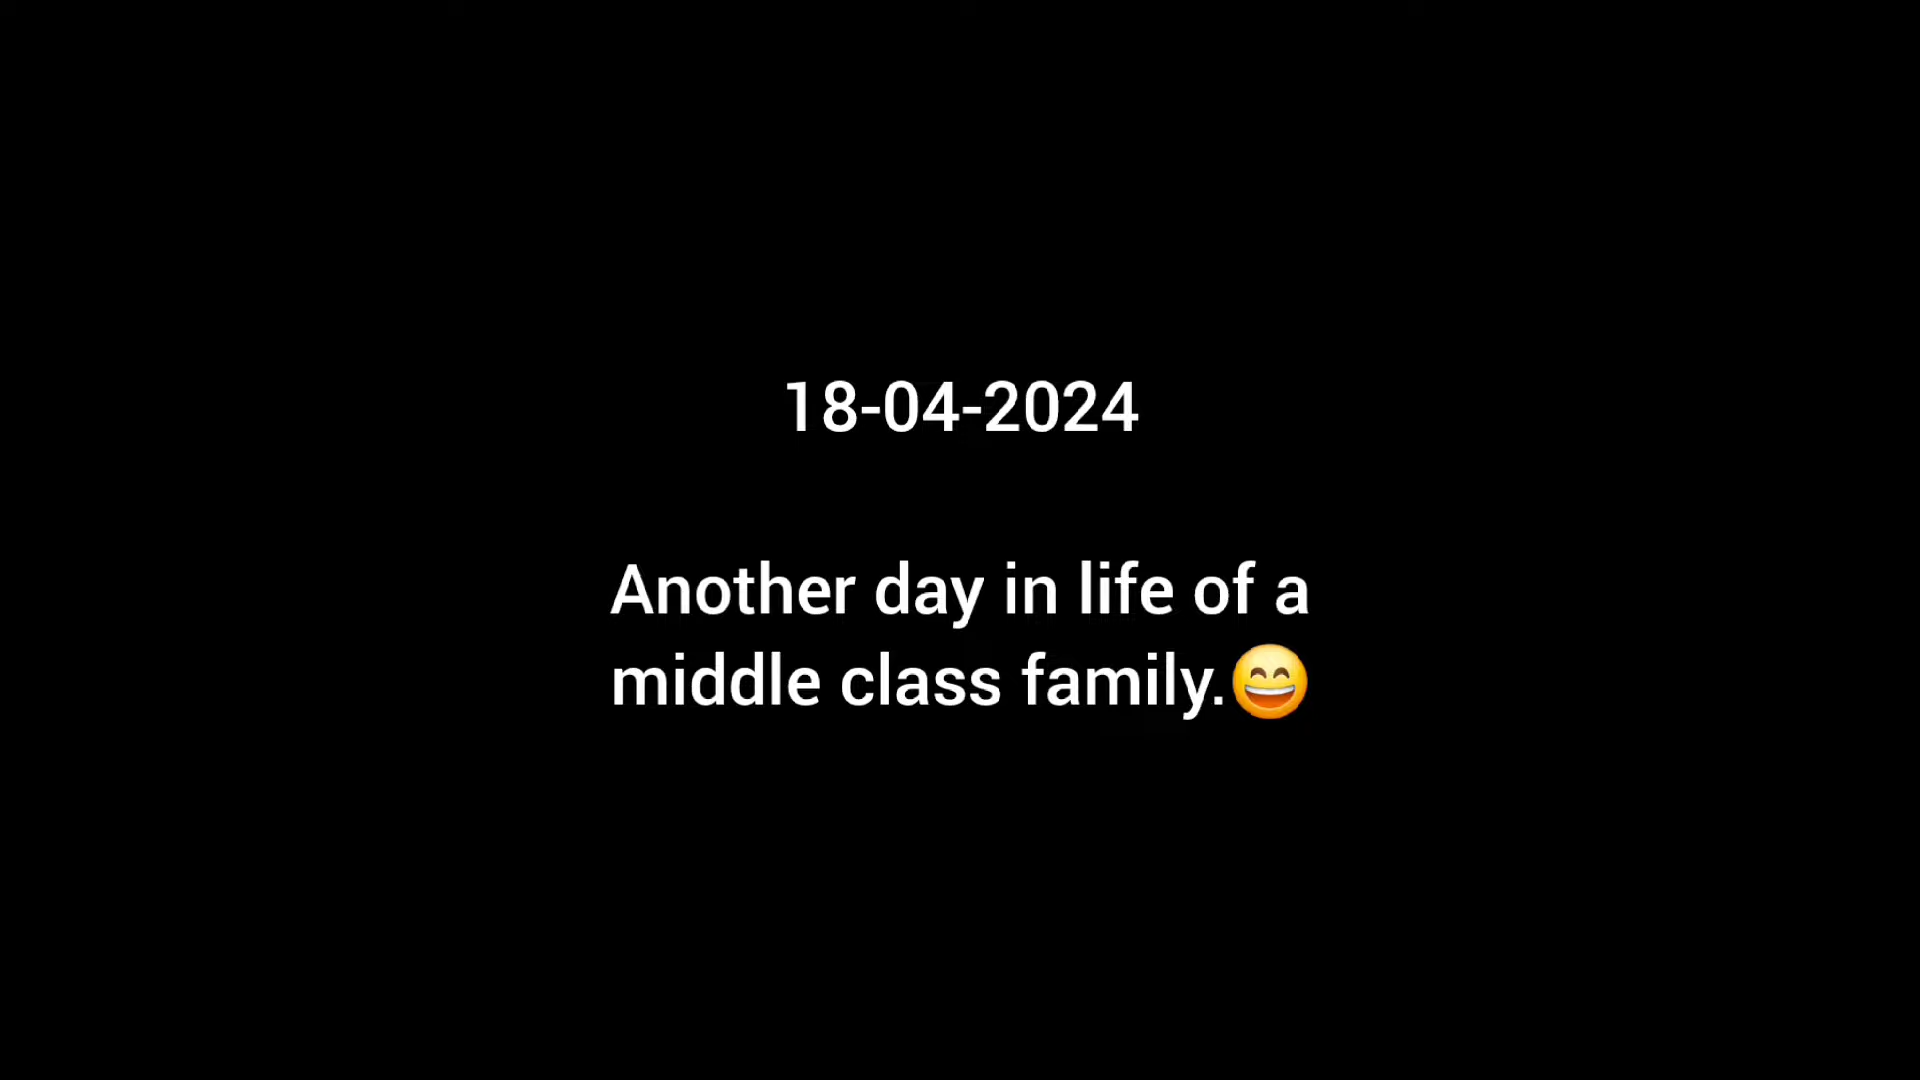 18-04-2024
Another day in life of a
middle class family.😄